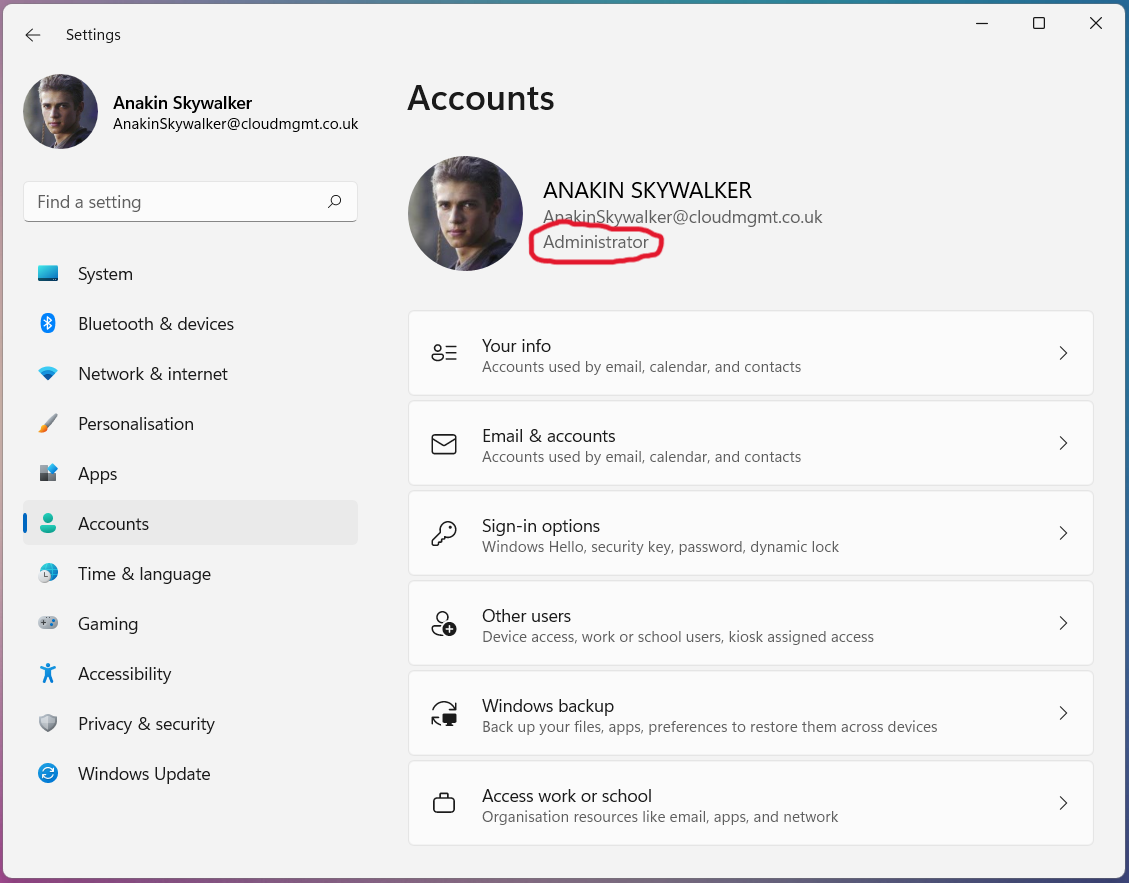 Settings
Anakin Skywalker
AnakinSkywalker@cloudmgmt.co.uk
Find a setting
System
Bluetooth & devices
Network & internet
Personalisation
Apps
Accounts
Time & language
Gaming
Accessibility
Privacy & security
Windows Update
Accounts
ANAKIN SKYWALKER
AnakinSkywalker@cloudmgmt.co.uk
Administrator
Your info
Accounts used by email, calendar, and contacts
Email & accounts
Accounts used by email, calendar, and contacts
Sign-in options
Windows Hello, security key, password, dynamic lock
Other users
Device access, work or school users, kiosk assigned access
Windows backup
Back up your files, apps, preferences to restore them across devices
Access work or school
Organisation resources like email, apps, and network